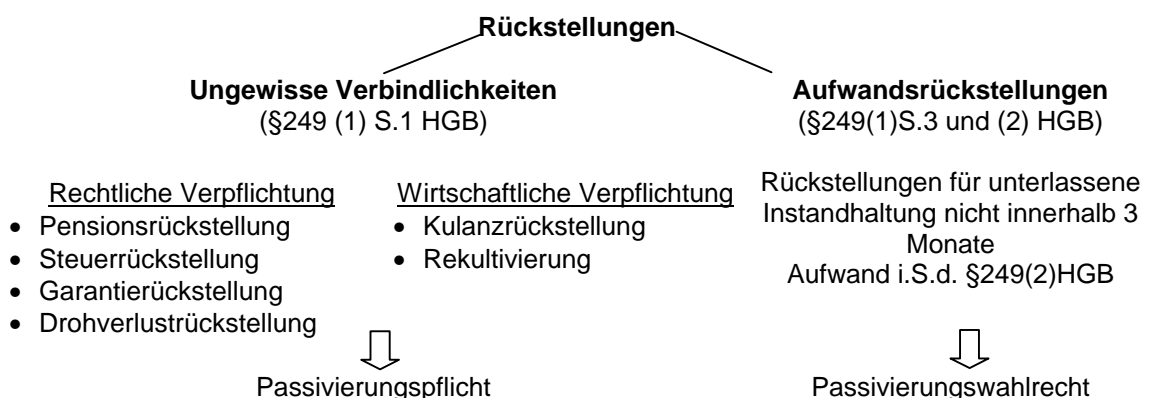 Rückstellungen
Ungewisse Verbindlichkeiten
(§249 (1) S.1 HGB)
Rechtliche Verpflichtung
• Pensionsrückstellung
• Steuerrückstellung
• Garantierückstellung
• Drohverlustrückstellung
Wirtschaftliche Verpflichtung
• Kulanzrückstellung
• Rekultivierung
Passivierungspflicht
Aufwandsrückstellungen
(§249(1)S.3 und (2) HGB)
Rückstellungen für unterlassene
Instandhaltung nicht innerhalb 3
Monate
Aufwand i.S.d. §249(2)HGB
Passivierungswahlrecht